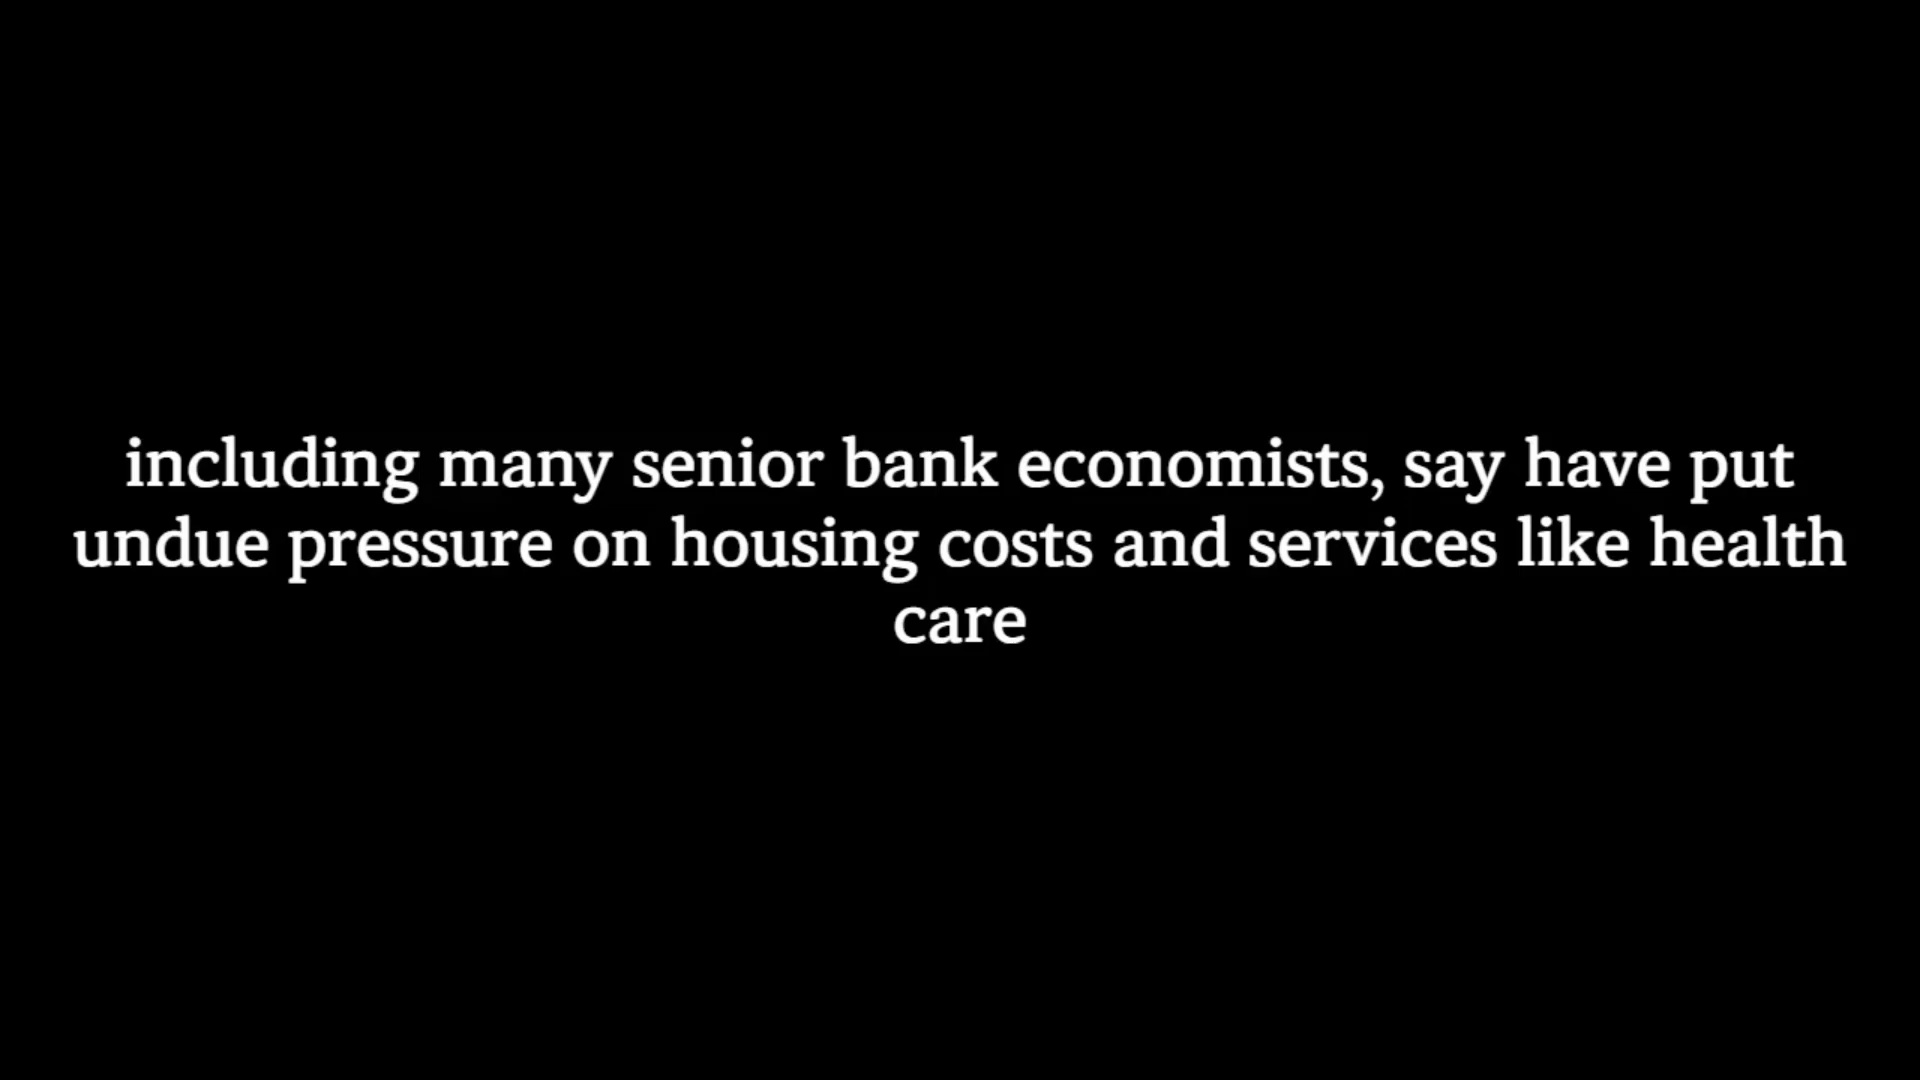 including many senior bank economists, say have put
undue pressure on housing costs and services like health
care